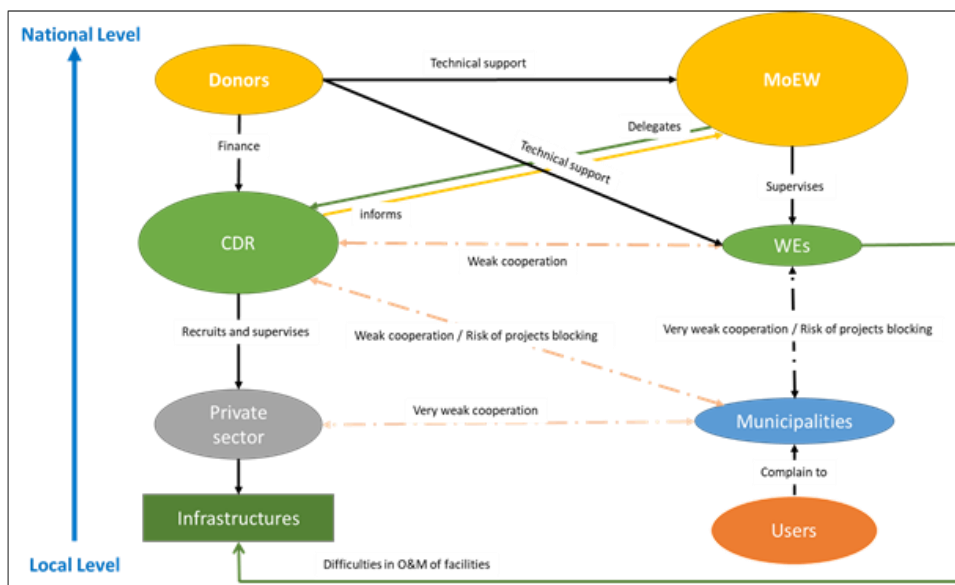 National Level
Donors
Technical support
MoEW
Delegates
Finance
Technical support
Supervises
informs
CDR
WEs
Weak cooperation
Recruits and supervises
Weak cooperation / Risk of projects blocking
Very weak cooperation / Risk of projects blocking
Private
sector
Very weak cooperation
Municipalities
Complain to
Infrastructures
Users
Local Level
Difficulties in O&M of facilities